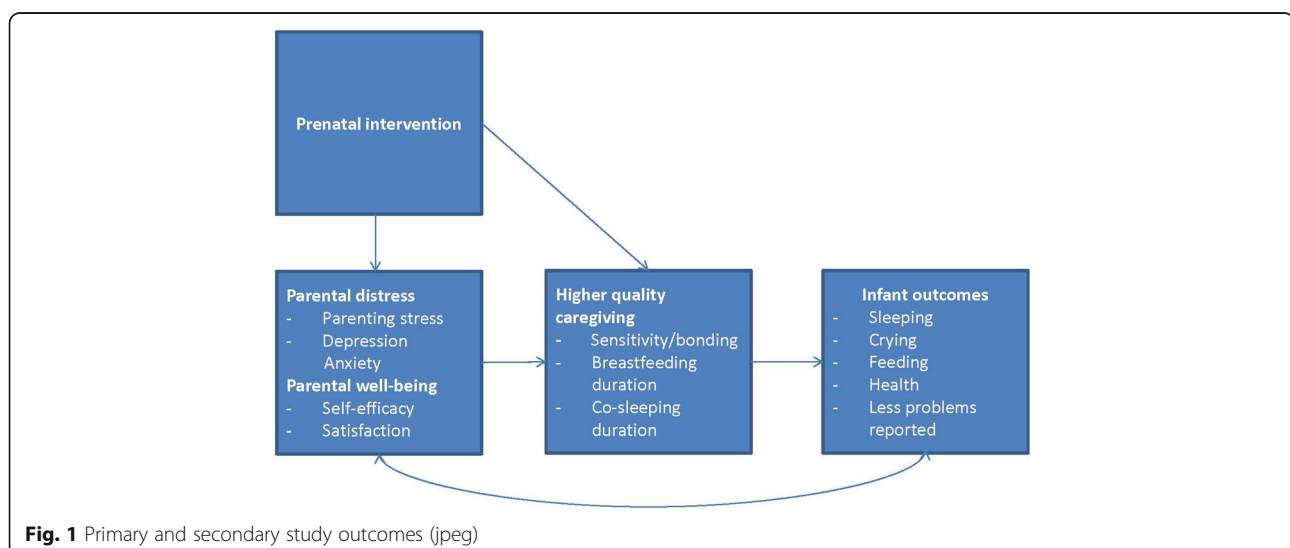 Prenatal intervention
Parental distress
- Parenting stress
- Depression
Anxiety
Parental well-being
- Self-efficacy
- Satisfaction
Higher quality
caregiving
- Sensitivity/bonding
- Breastfeeding
duration
- Co-sleeping
duration
Infant outcomes
- Sleeping
- Crying
- Feeding
- Health
- Less problems
reported
Fig. 1 Primary and secondary study outcomes (jpeg)